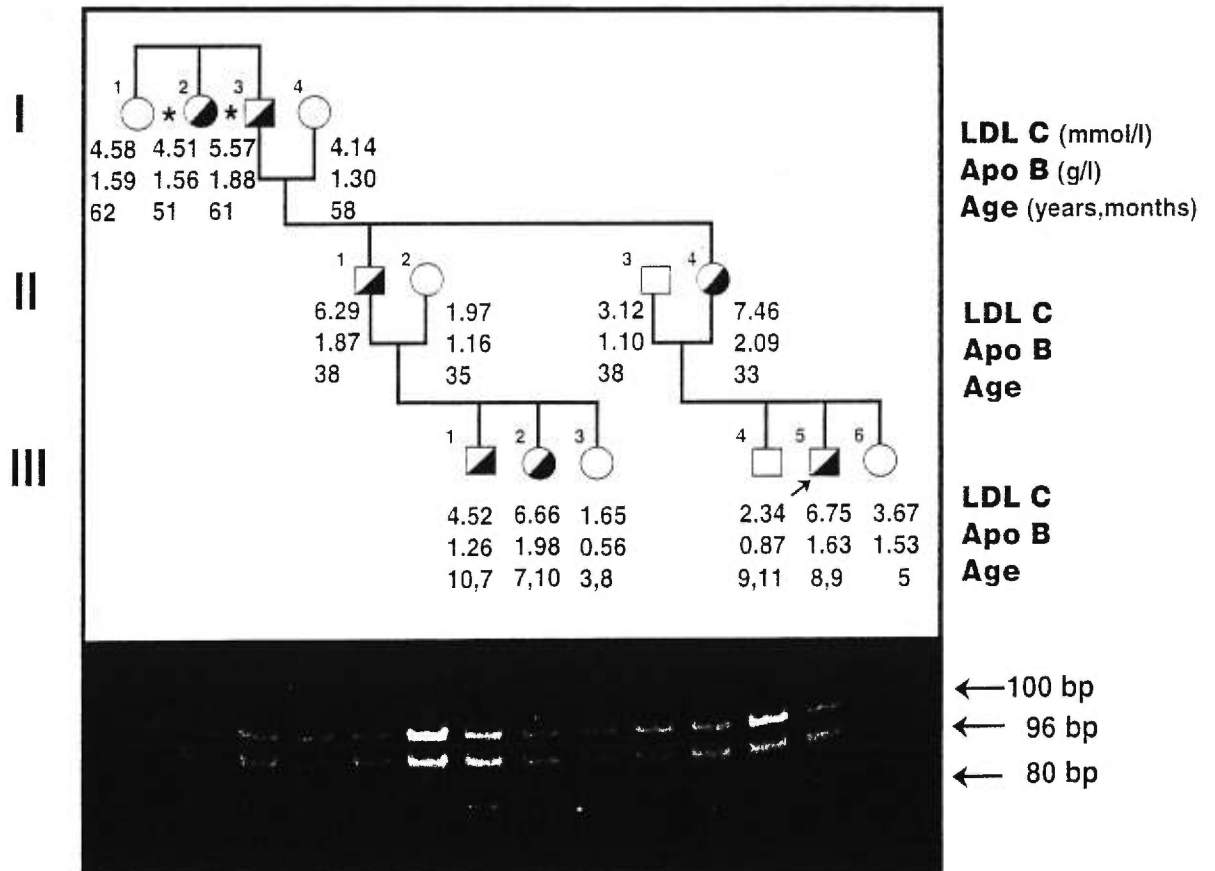 I
1 2 3 4
* *
4.58 4.51 5.57 4.14
1.59 1.56 1.88 1.30
62 51 61 58
LDL C (mmol/l)
Apo B (g/l)
Age (years,months)
II
1 2 3 4
6.29 1.97 3.12 7.46
1.87 1.16 1.10 2.09
38 35 38 33
LDL C
Apo B
Age
III
1 2 3 4 5 6
4.52 6.66 1.65 2.34 6.75 3.67
1.26 1.98 0.56 0.87 1.63 1.53
10,7 7,10 3,8 9,11 8,9 5
LDL C
Apo B
Age
100 bp
96 bp
80 bp